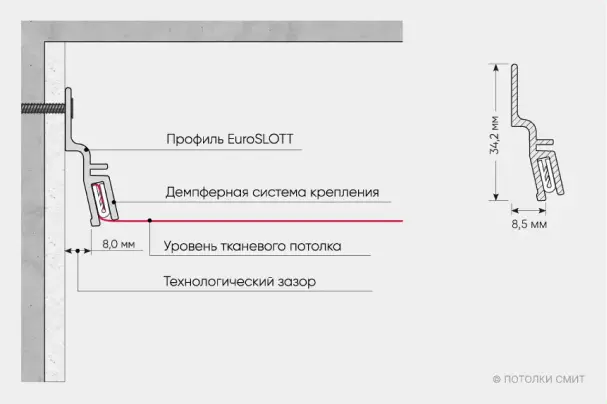 Профиль EuroSLOTT
Демпферная система крепления
8,0 мм
Уровень тканевого потолка
Технологический зазор
34,2 мм
8,5 мм
© ПОТОЛКИ СМИТ